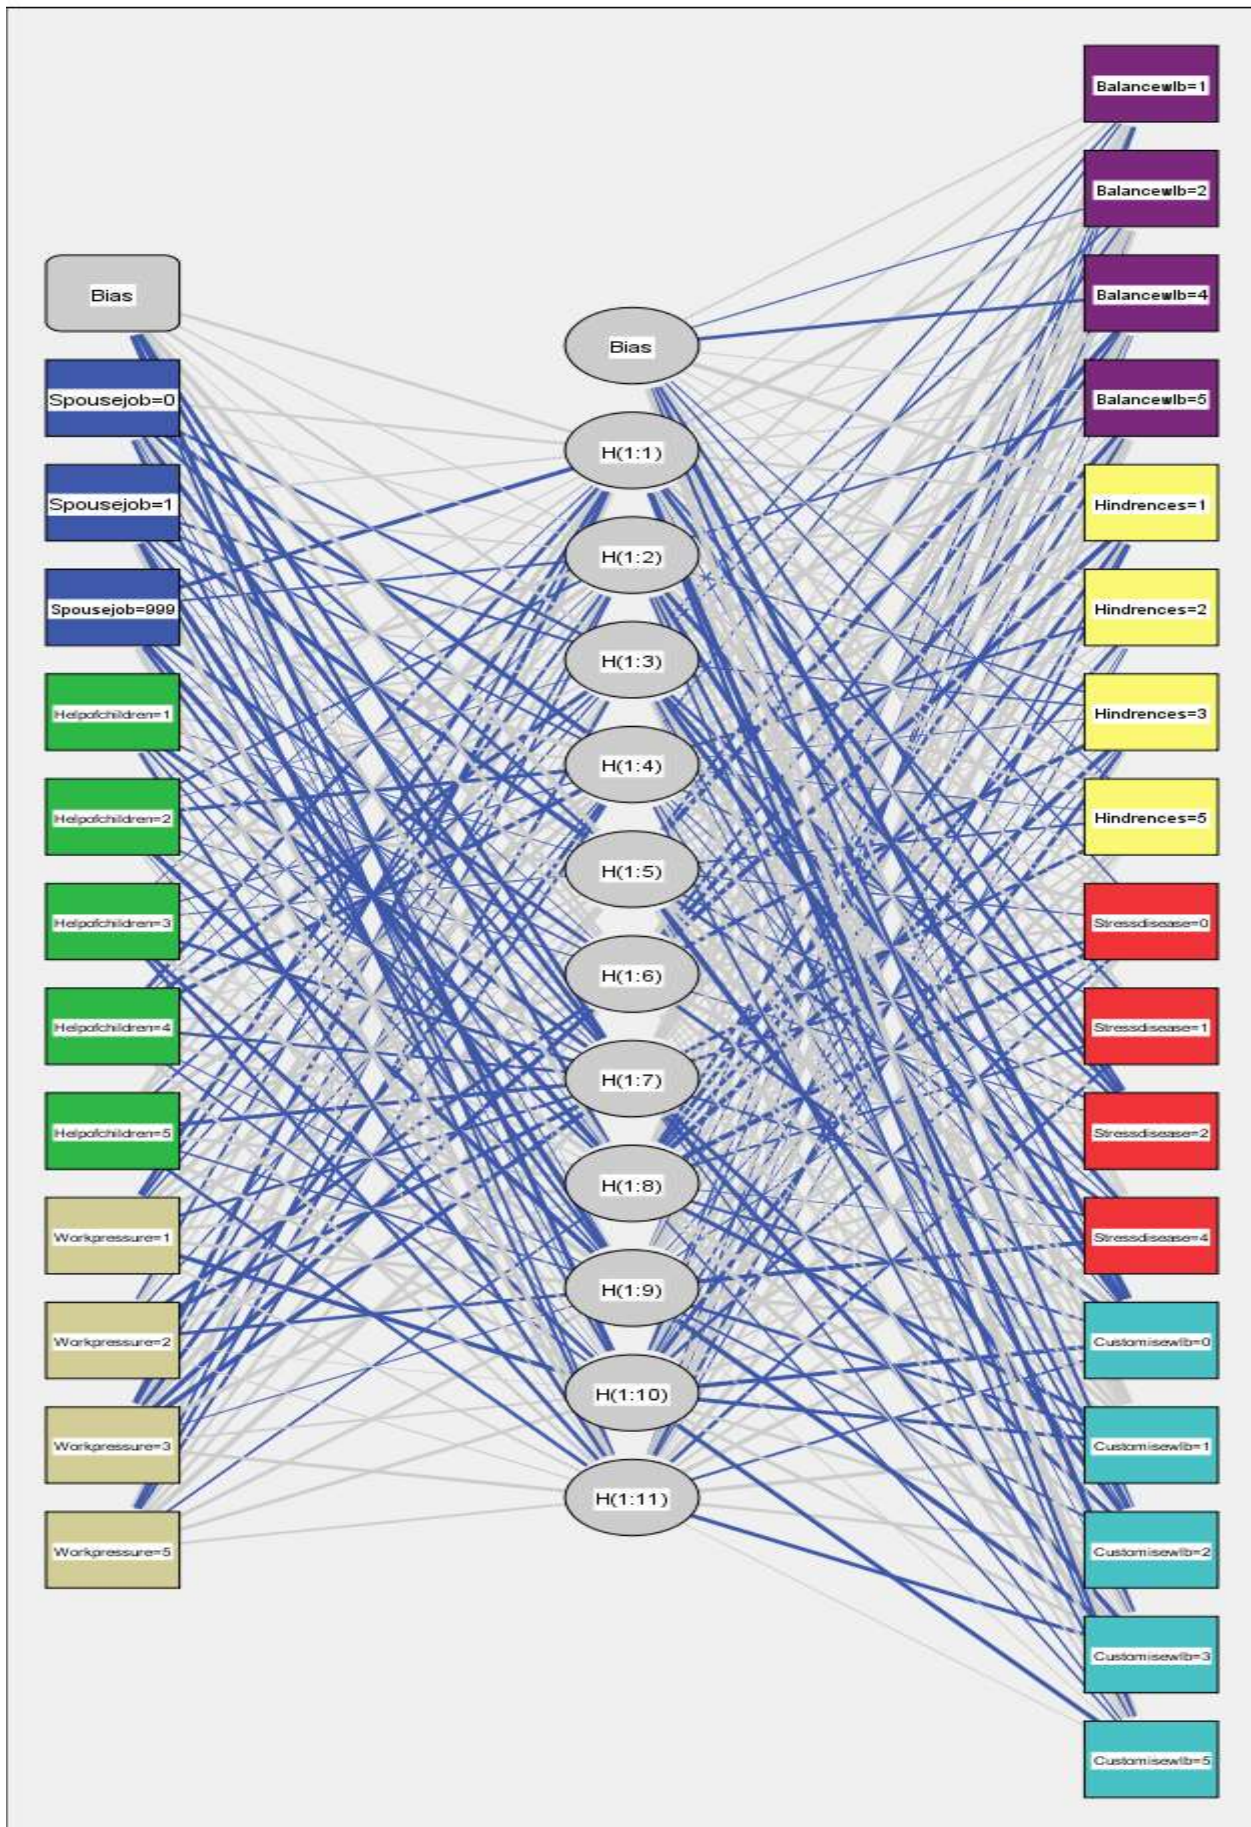 Bias
Spousejob=0
Spousejob=1
Spousejob=999
Helpofchildren=1
Helpofchildren=2
Helpofchildren=3
Helpofchildren=4
Helpofchildren=5
Workpressure=1
Workpressure=2
Workpressure=3
Workpressure=5
Bias
H(1:1)
H(1:2)
H(1:3)
H(1:4)
H(1:5)
H(1:6)
H(1:7)
H(1:8)
H(1:9)
H(1:10)
H(1:11)
Balancewlb=1
Balancewlb=2
Balancewlb=4
Balancewlb=5
Hindrences=1
Hindrences=2
Hindrences=3
Hindrences=5
Stressdisease=0
Stressdisease=1
Stressdisease=2
Stressdisease=4
Customisewlb=0
Customisewlb=1
Customisewlb=2
Customisewlb=3
Customisewlb=5